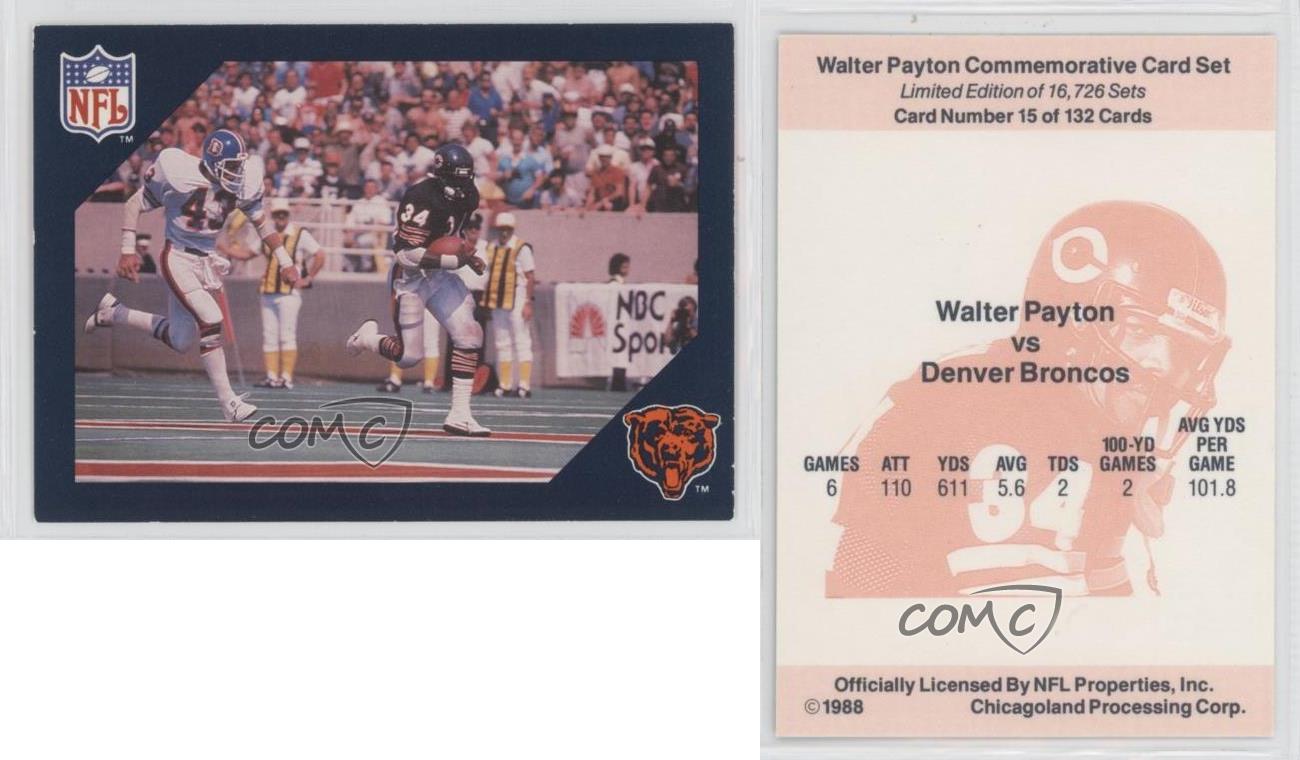 NFL
TM
34
NBC
Spor
TM
COMC
Walter Payton Commemorative Card Set
Limited Edition of 16,726 Sets
Card Number 15 of 132 Cards
Walter Payton
vs
Denver Broncos
GAMES ATT YDS AVG TDS 100-YD GAMES AVG YDS PER GAME
6 110 611 5.6 2 2 101.8
34
COMC
Officially Licensed By NFL Properties, Inc.
©1988 Chicagoland Processing Corp.